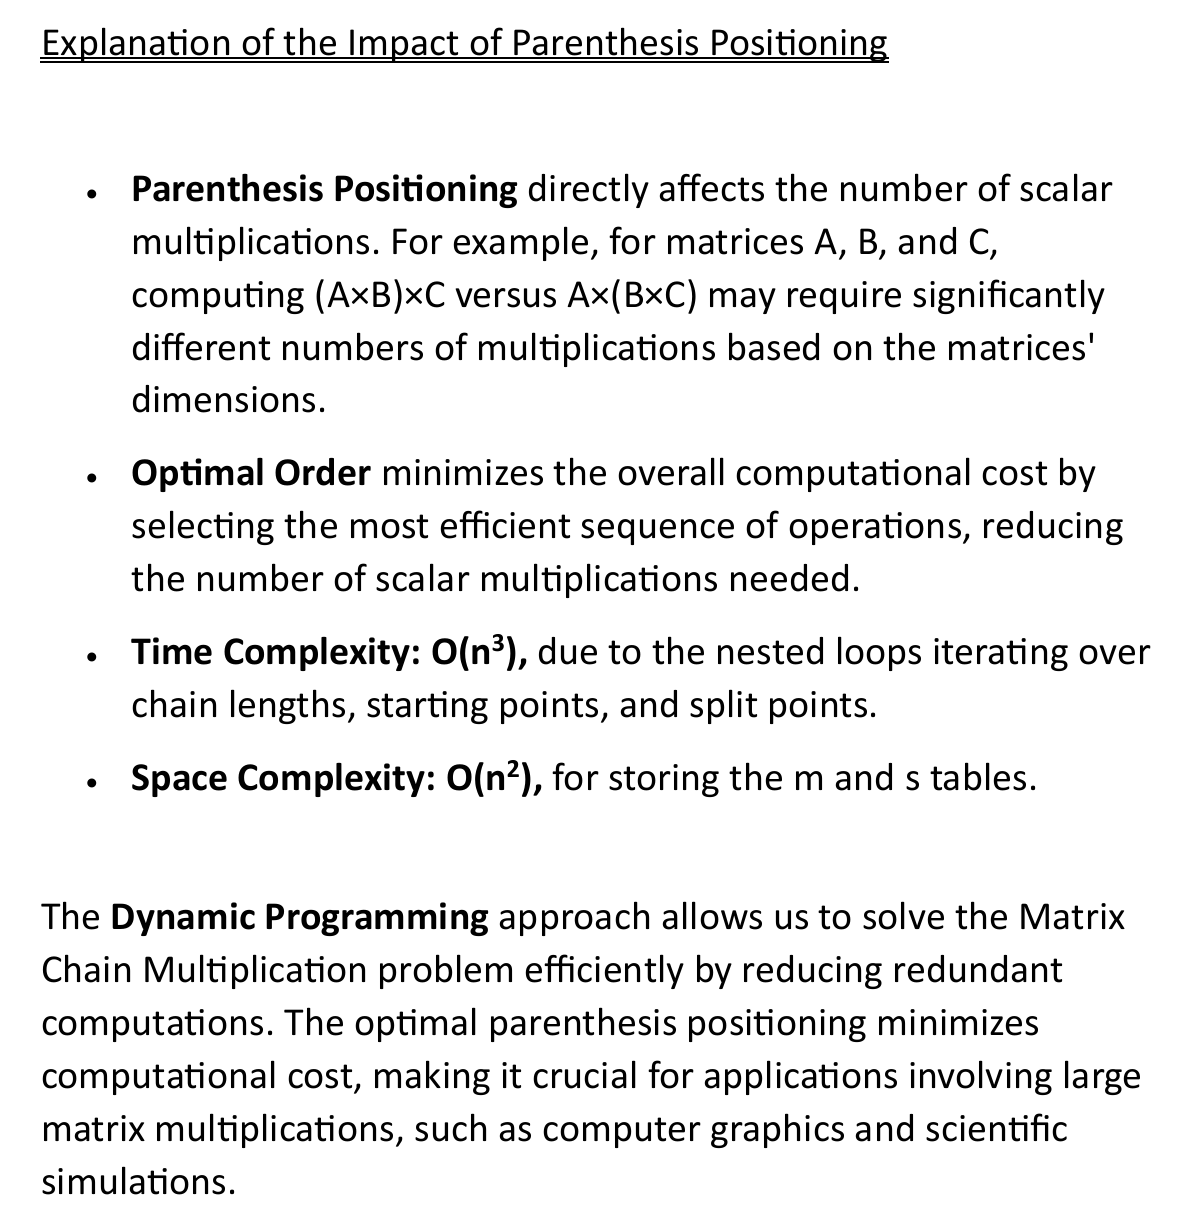 Explanation of the Impact of Parenthesis Positioning
• Parenthesis Positioning directly affects the number of scalar
multiplications. For example, for matrices A, B, and C,
computing (A×B)×C versus A×(B×C) may require significantly
different numbers of multiplications based on the matrices'
dimensions.
• Optimal Order minimizes the overall computational cost by
selecting the most efficient sequence of operations, reducing
the number of scalar multiplications needed.
• Time Complexity: O(n³), due to the nested loops iterating over
chain lengths, starting points, and split points.
• Space Complexity: O(n²), for storing the m and s tables.
The Dynamic Programming approach allows us to solve the Matrix
Chain Multiplication problem efficiently by reducing redundant
computations. The optimal parenthesis positioning minimizes
computational cost, making it crucial for applications involving large
matrix multiplications, such as computer graphics and scientific
simulations.